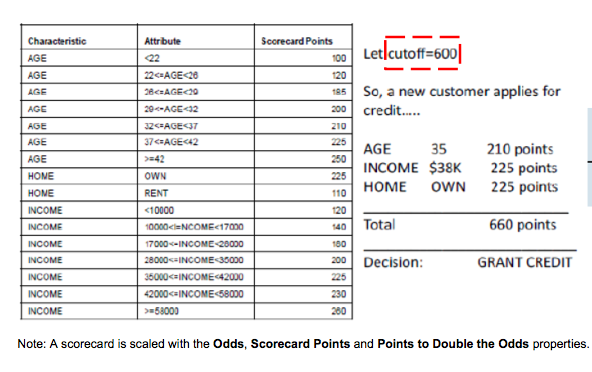 Characteristic Attribute Scorecard Points
AGE <22 100
AGE 22<=AGE<26 120
AGE 26<=AGE<29 185
AGE 29<=AGE<32 200
AGE 32<=AGE<37 210
AGE 37<=AGE<42 225
AGE >=42 250
HOME OWN 225
HOME RENT 110
INCOME <10000 120
INCOME 10000<I=NCOME<17000 140
INCOME 17000<=INCOME<28000 180
INCOME 28000<=INCOME<35000 200
INCOME 35000<=INCOME<42000 225
INCOME 42000<=INCOME<58000 230
INCOME >=58000 260
Let cutoff=600
So, a new customer applies for
credit.....
AGE 35 210 points
INCOME $38K 225 points
HOME OWN 225 points
Total 660 points
Decision: GRANT CREDIT
Note: A scorecard is scaled with the Odds, Scorecard Points and Points to Double the Odds properties.